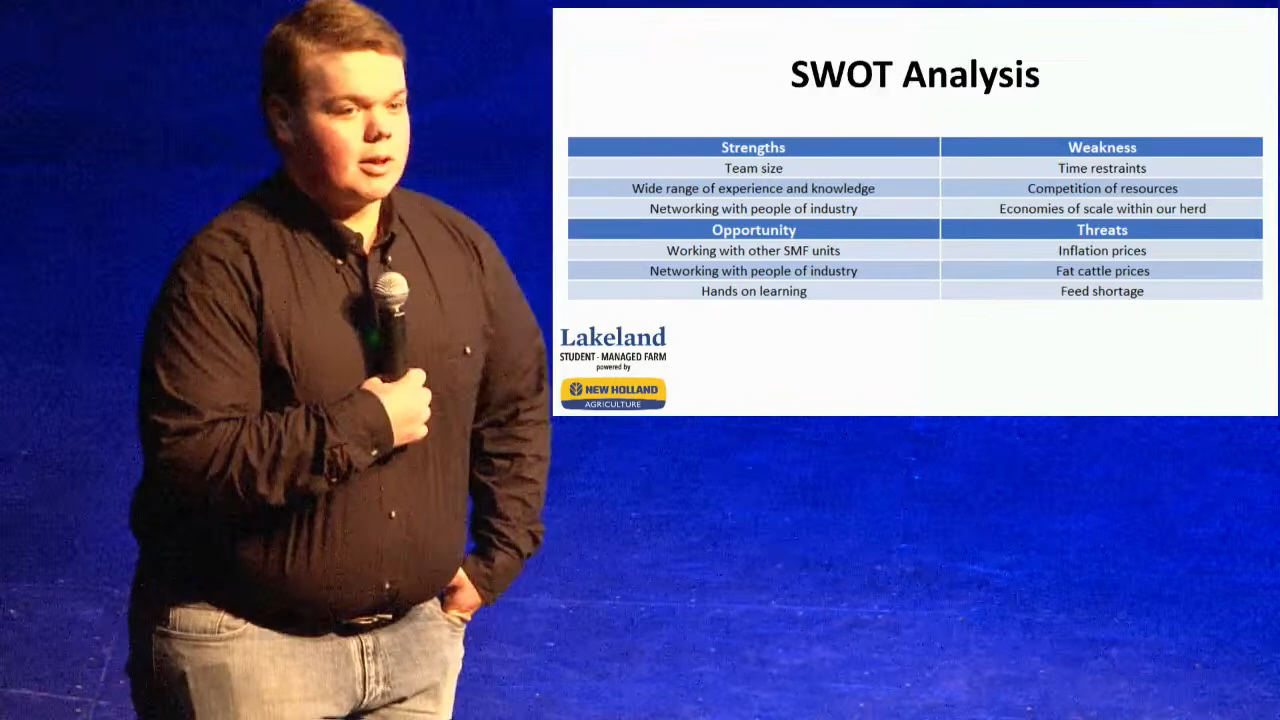 SWOT Analysis
Strengths Weakness
Team size Time restraints
Wide range of experience and knowledge Competition of resources
Networking with people of industry Economies of scale within our herd
Opportunity Threats
Working with other SMF units Inflation prices
Networking with people of industry Fat cattle prices
Hands on learning Feed shortage
Lakeland
STUDENT-MANAGED FARM
powered by
NEW HOLLAND
AGRICULTURE